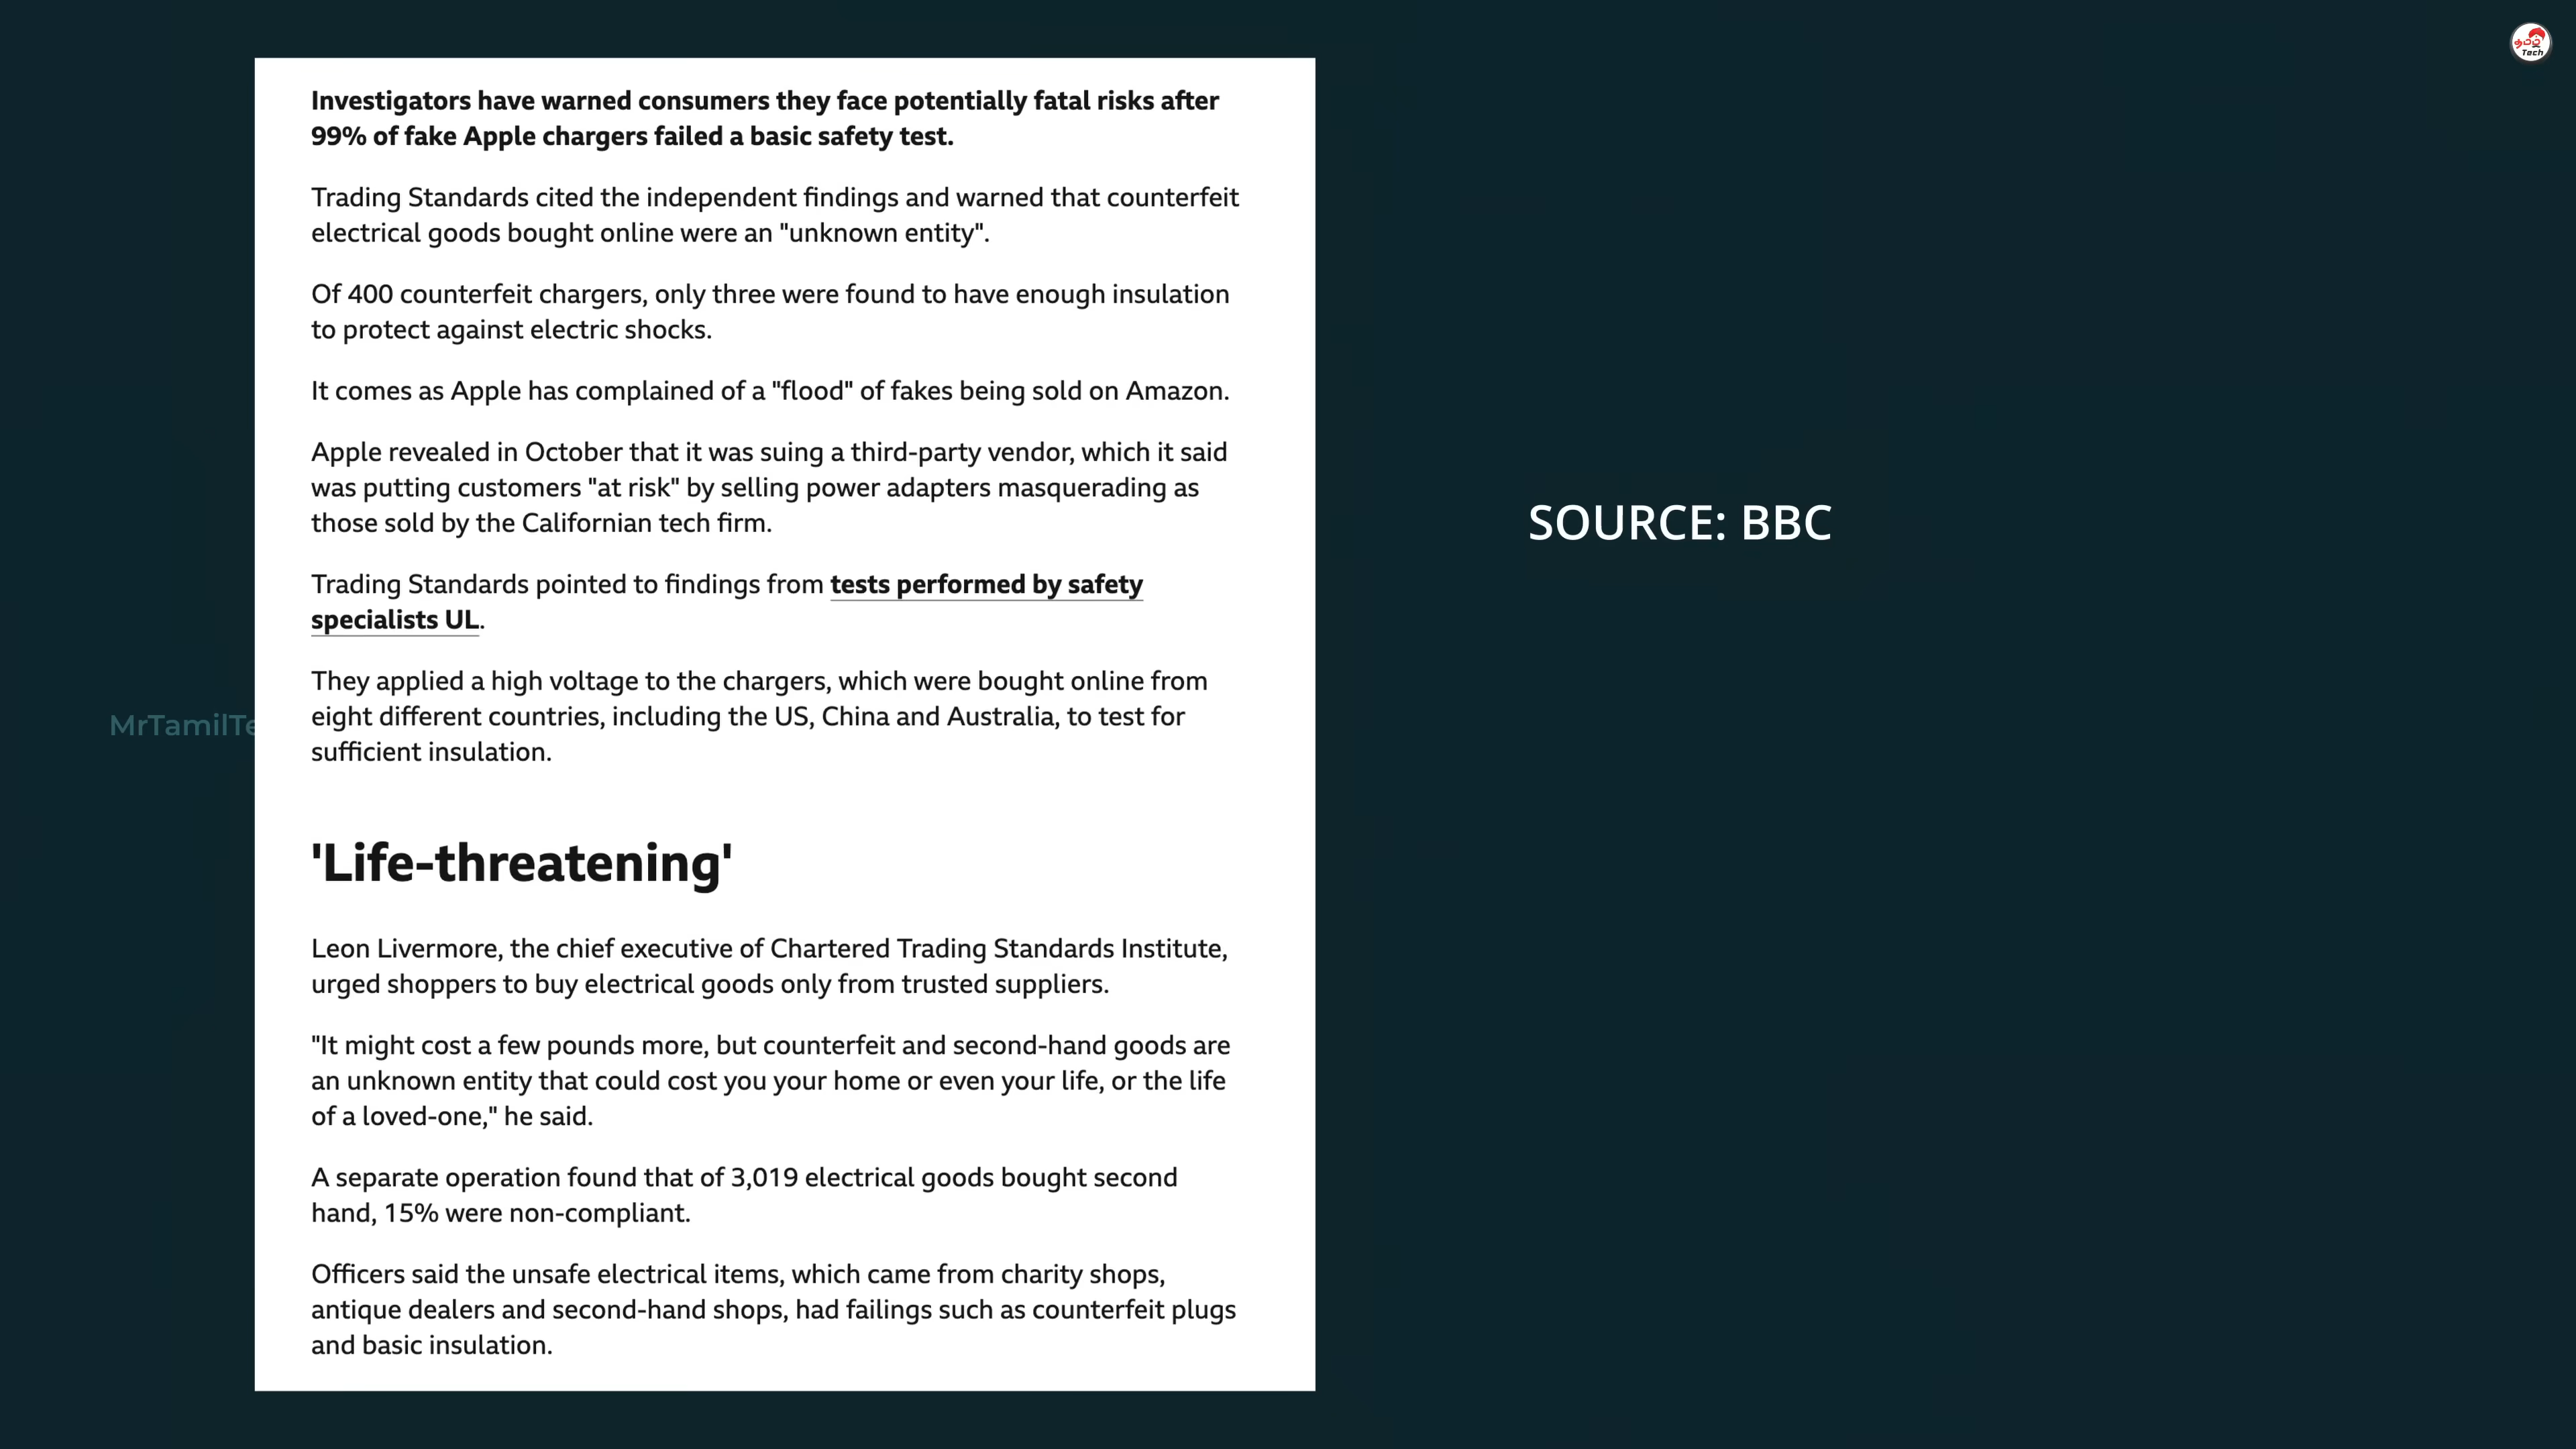 தமிழ்
Tech
Investigators have warned consumers they face potentially fatal risks after
99% of fake Apple chargers failed a basic safety test.
Trading Standards cited the independent findings and warned that counterfeit
electrical goods bought online were an "unknown entity".
Of 400 counterfeit chargers, only three were found to have enough insulation
to protect against electric shocks.
It comes as Apple has complained of a "flood" of fakes being sold on Amazon.
Apple revealed in October that it was suing a third-party vendor, which it said
was putting customers "at risk" by selling power adapters masquerading as
those sold by the Californian tech firm.
SOURCE: BBC
Trading Standards pointed to findings from tests performed by safety
specialists UL.
They applied a high voltage to the chargers, which were bought online from
eight different countries, including the US, China and Australia, to test for
sufficient insulation.
MrTamilTe
'Life-threatening'
Leon Livermore, the chief executive of Chartered Trading Standards Institute,
urged shoppers to buy electrical goods only from trusted suppliers.
"It might cost a few pounds more, but counterfeit and second-hand goods are
an unknown entity that could cost you your home or even your life, or the life
of a loved-one," he said.
A separate operation found that of 3,019 electrical goods bought second
hand, 15% were non-compliant.
Officers said the unsafe electrical items, which came from charity shops,
antique dealers and second-hand shops, had failings such as counterfeit plugs
and basic insulation.